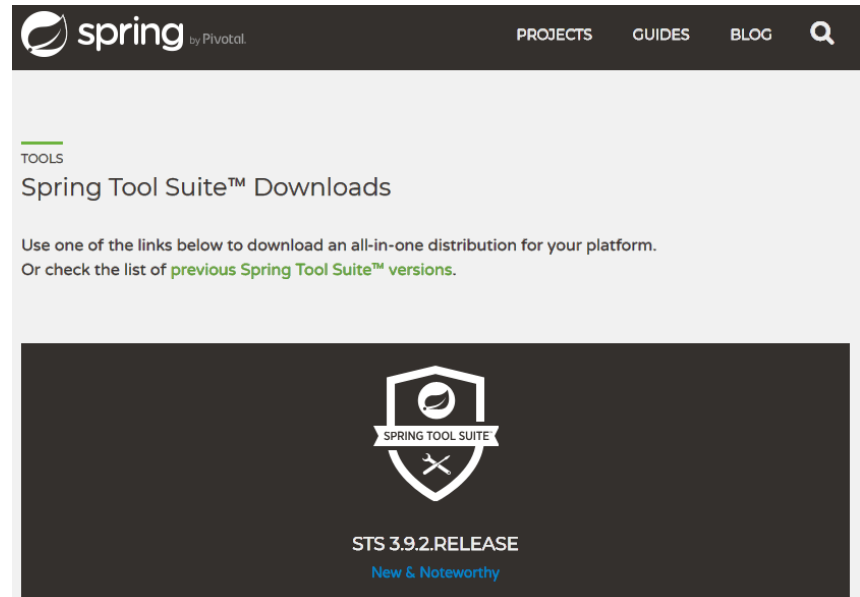 spring by Pivotal.
PROJECTS GUIDES BLOG
TOOLS
Spring Tool Suite™ Downloads
Use one of the links below to download an all-in-one distribution for your platform.
Or check the list of previous Spring Tool Suite™ versions.
SPRING TOOL SUITE
STS 3.9.2.RELEASE
New & Noteworthy